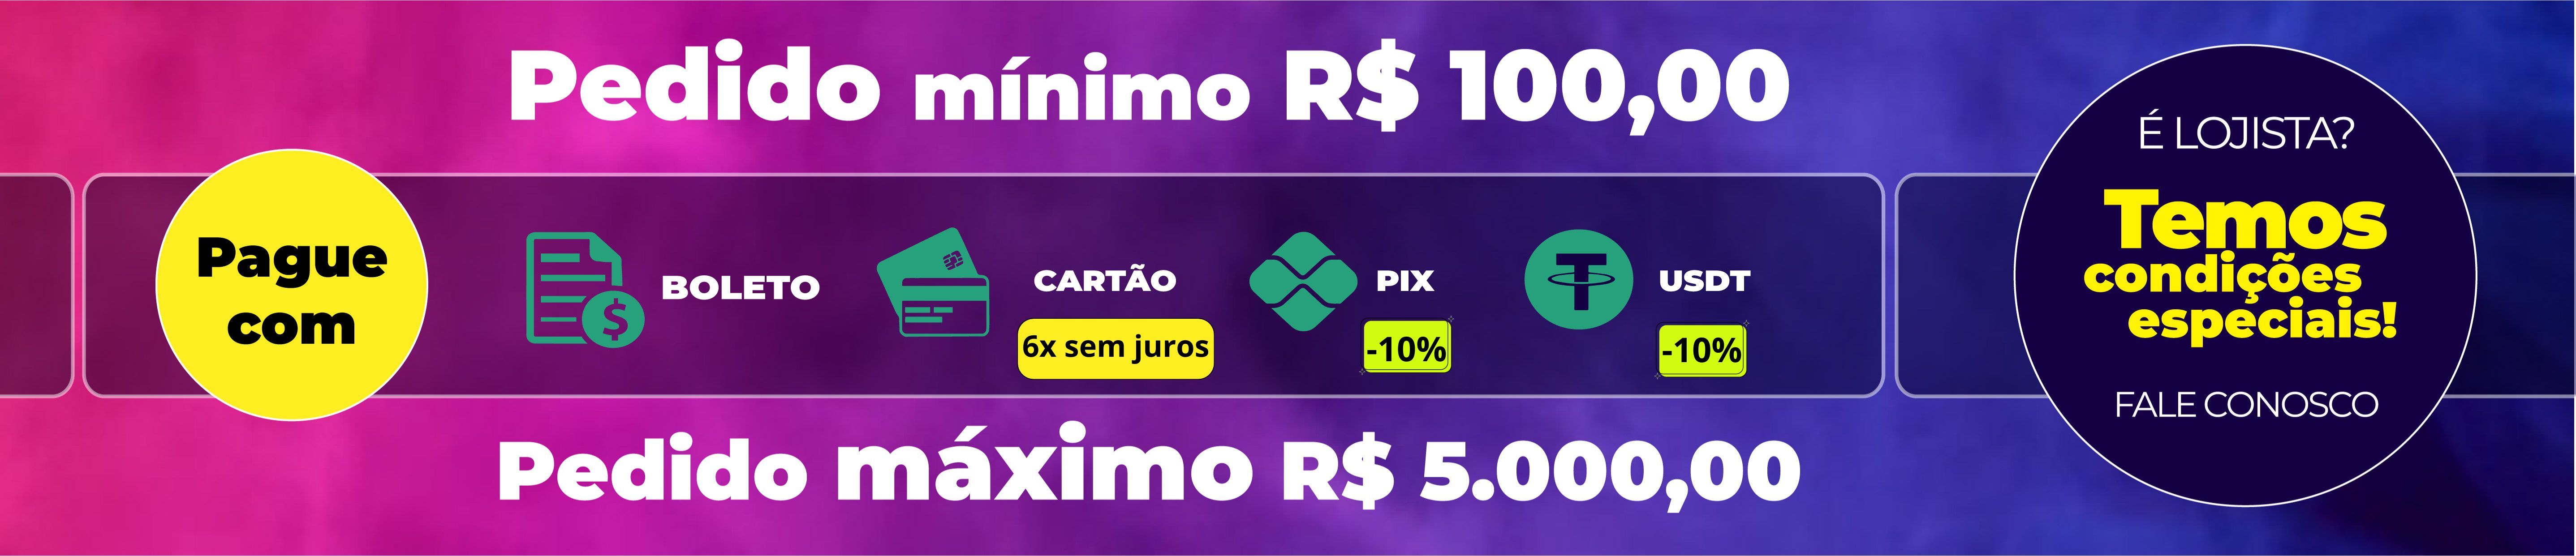 Pedido mínimo R$ 100,00
Pague
com
BOLETO
CARTÃO
6x sem juros
PIX
-10%
USDT
-10%
Pedido máximo R$ 5.000,00
É LOJISTA?
Temos
condições
especiais!
FALE CONOSCO